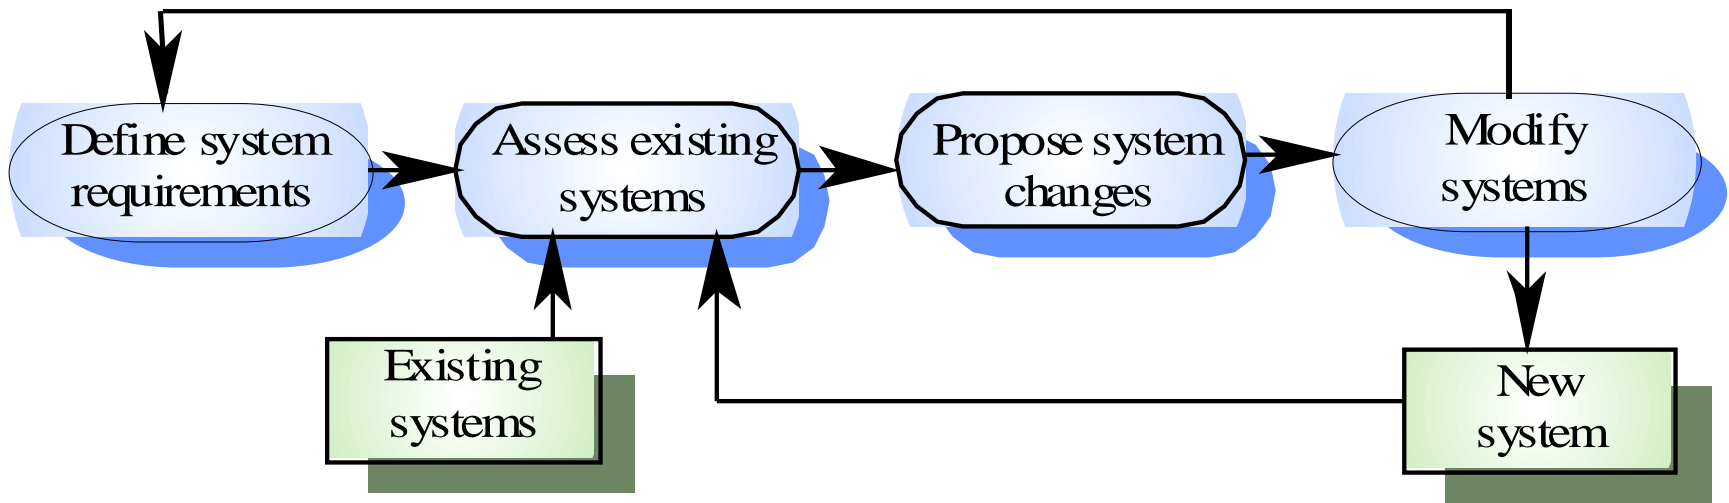 Define system
requirements
Assess existing
systems
Propose system
changes
Modify
systems
Existing
systems
New
system